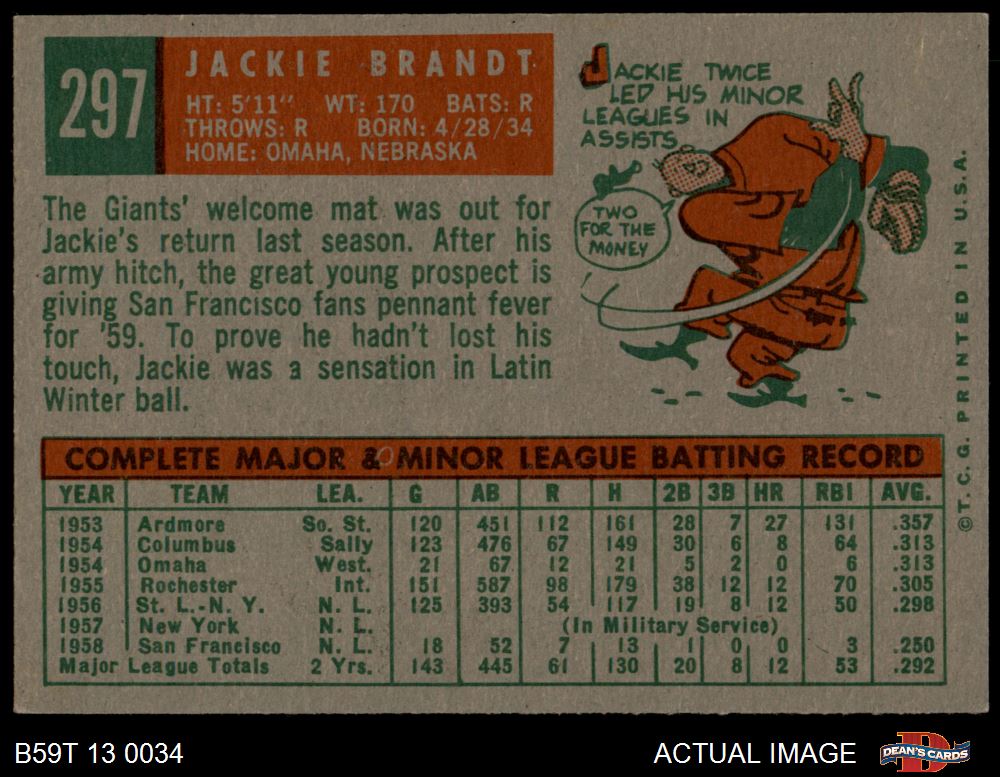 297
JACKIE BRANDT
HT: 5'11" WT: 170 BATS: R
THROWS: R BORN: 4/28/34
HOME: OMAHA, NEBRASKA
JACKIE TWICE
LED HIS MINOR
LEAGUES IN
ASSISTS.
TWO
FOR THE
MONEY
The Giants' welcome mat was out for
Jackie's return last season. After his
army hitch, the great young prospect is
giving San Francisco fans pennant fever
for '59. To prove he hadn't lost his
touch, Jackie was a sensation in Latin
Winter ball.
COMPLETE MAJOR & MINOR LEAGUE BATTING RECORD
YEAR TEAM LEA. G AB R H 2B 3B HR RBI AVG.
1953 Ardmore So. St. 120 451 112 161 28 7 27 131 .357
1954 Columbus Sally 123 476 67 149 30 6 8 64 .313
1954 Omaha West. 21 67 12 21 5 2 0 6 .313
1955 Rochester Int. 151 587 98 179 38 12 12 70 .305
1956 St. L.-N. Y. N. L. 125 393 54 117 19 8 12 50 .298
1957 New York N. L. (In Military Service)
1958 San Francisco N. L. 18 52 7 13 1 0 0 3 .250
Major League Totals 2 Yrs. 143 445 61 130 20 8 12 53 .292
©T. C. G. PRINTED IN U.S.A.
B59T 13 0034
ACTUAL IMAGE
D
DEAN'S CARDS